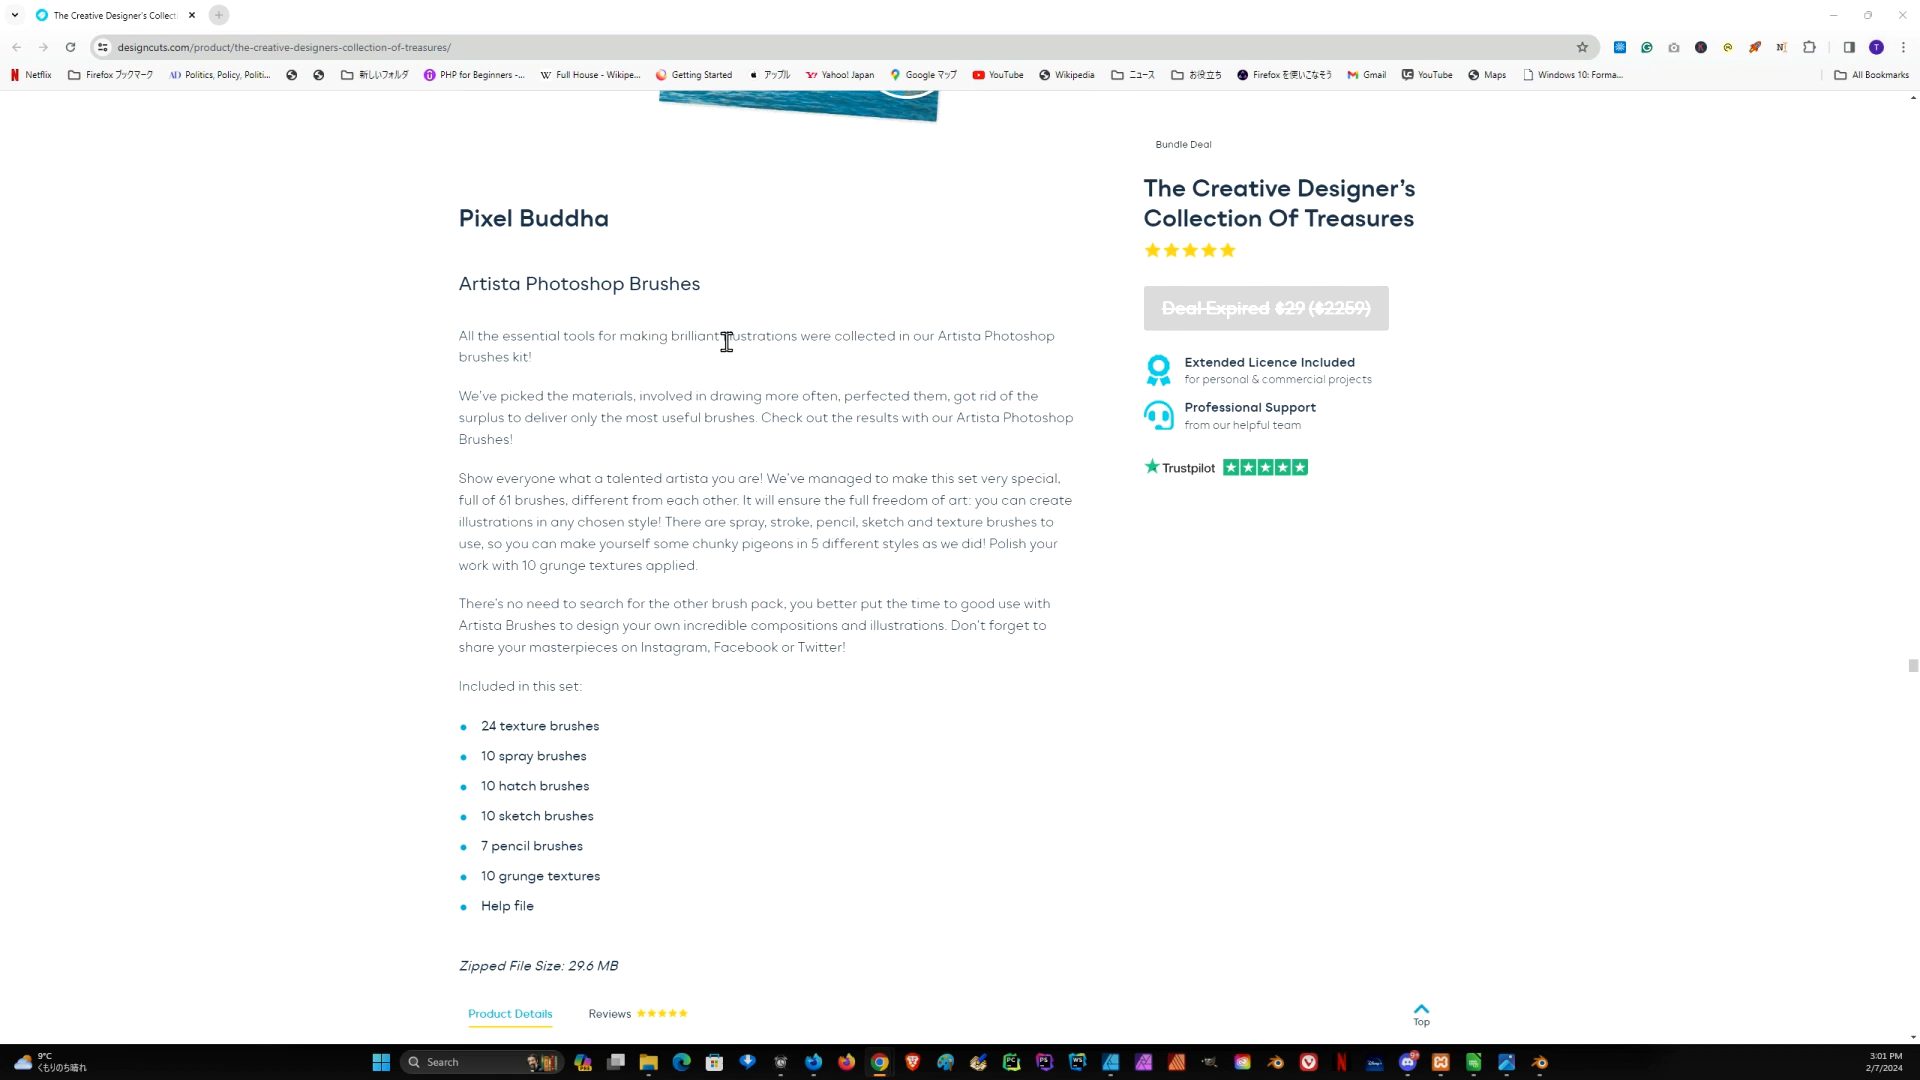 The Creative Designer's Collecti
designcuts.com/product/the-creative-designers-collection-of-treasures/
Netflix
Firefox ブックマーク
Politics, Policy, Politi...
新しいフォルダ
PHP for Beginners -...
Full House - Wikipe...
Getting Started
アップル
Yahoo! Japan
Google マップ
YouTube
Wikipedia
ニュース
お役立ち
Firefox を使いこなそう
Gmail
YouTube
Maps
Windows 10: Forma...
All Bookmarks
Bundle Deal
The Creative Designer's
Collection Of Treasures
Deal Expired $29 ($2259)
Extended Licence Included
for personal & commercial projects
Professional Support
from our helpful team
Trustpilot
Pixel Buddha
Artista Photoshop Brushes
All the essential tools for making brilliant illustrations were collected in our Artista Photoshop
brushes kit!
We've picked the materials, involved in drawing more often, perfected them, got rid of the
surplus to deliver only the most useful brushes. Check out the results with our Artista Photoshop
Brushes!
Show everyone what a talented artista you are! We've managed to make this set very special,
full of 61 brushes, different from each other. It will ensure the full freedom of art: you can create
illustrations in any chosen style! There are spray, stroke, pencil, sketch and texture brushes to
use, so you can make yourself some chunky pigeons in 5 different styles as we did! Polish your
work with 10 grunge textures applied.
There's no need to search for the other brush pack, you better put the time to good use with
Artista Brushes to design your own incredible compositions and illustrations. Don't forget to
share your masterpieces on Instagram, Facebook or Twitter!
Included in this set:
24 texture brushes
10 spray brushes
10 hatch brushes
10 sketch brushes
7 pencil brushes
10 grunge textures
Help file
Zipped File Size: 29.6 MB
Product Details
Reviews
Top
9°C
くもりのち晴れ
Search
3:01 PM
2/7/2024